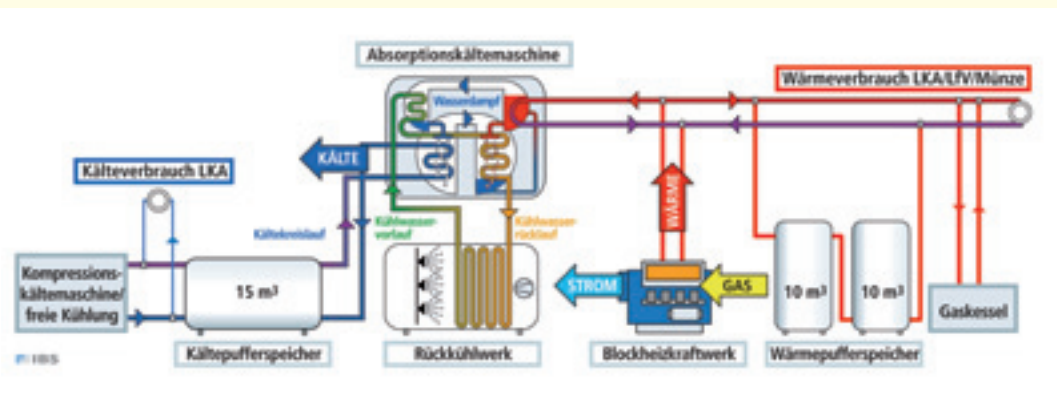 Absorptionskältemaschine
Wärmeverbrauch LKA/LfV/Münze
Wasserdampf
KÄLTE
Kälteverbrauch LKA
WÄRME
Kältekreislauf
Kühlwasser-
vorlauf
Kühlwasser-
rücklauf
Kompressions-
kältemaschine/
freie Kühlung
15 m³
STROM
GAS
10 m³
10 m³
Gaskessel
Kältepufferspeicher
Rückkühlwerk
Blockheizkraftwerk
Wärmepufferspeicher